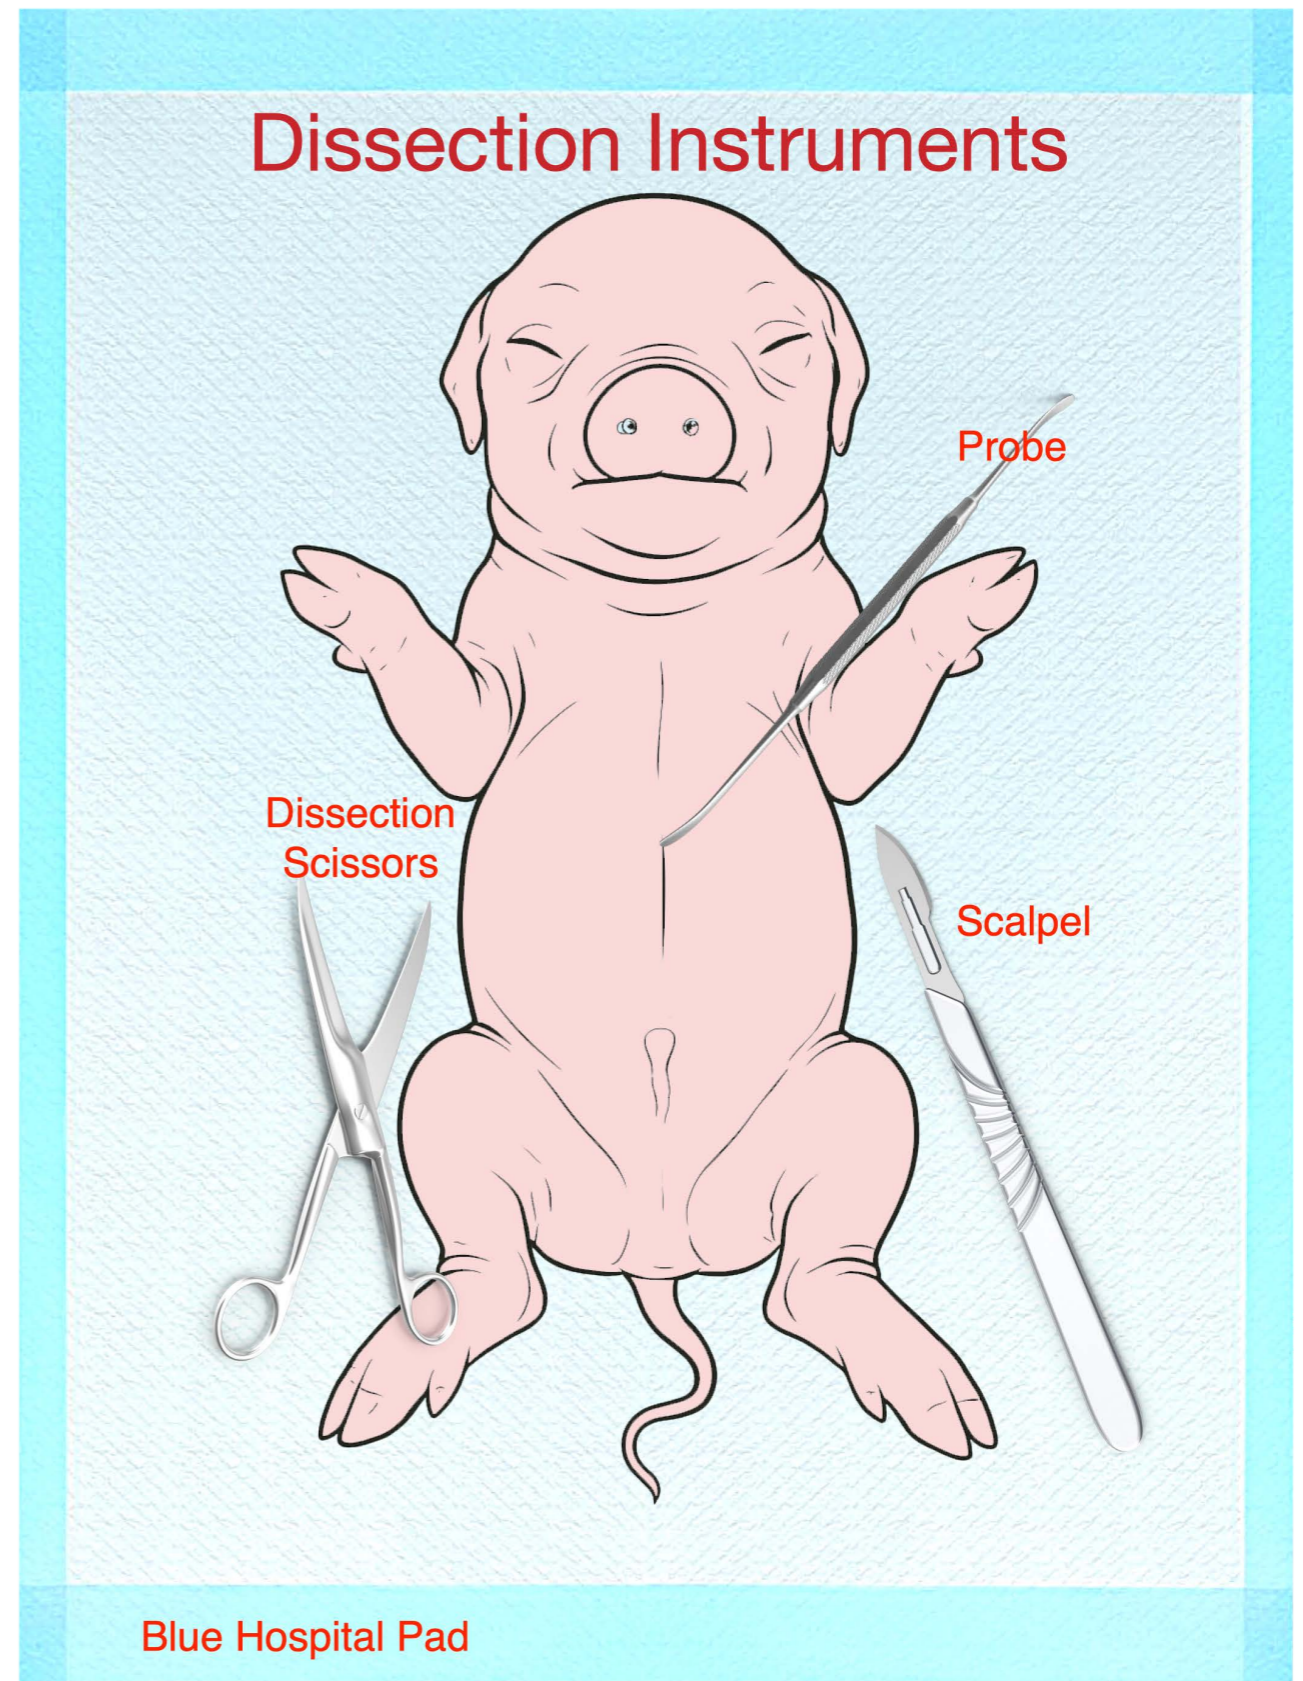 Dissection Instruments
Probe
Dissection
Scissors
Scalpel
Blue Hospital Pad